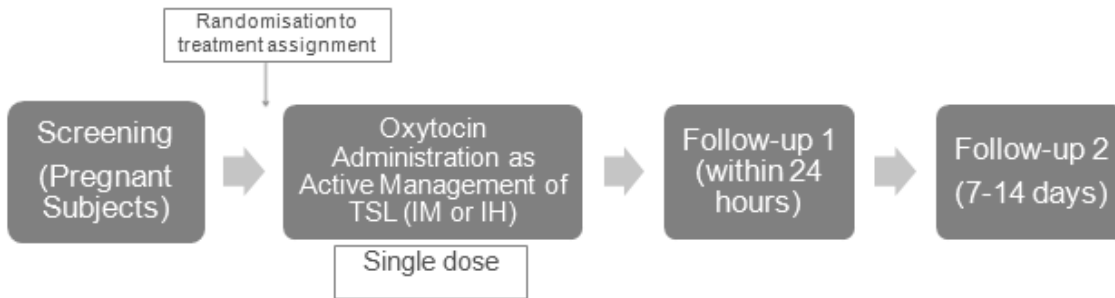 Randomisation to
treatment assignment
Screening
(Pregnant
Subjects)
Oxytocin
Administration as
Active Management of
TSL (IM or IH)
Single dose
Follow-up 1
(within 24
hours)
Follow-up 2
(7-14 days)